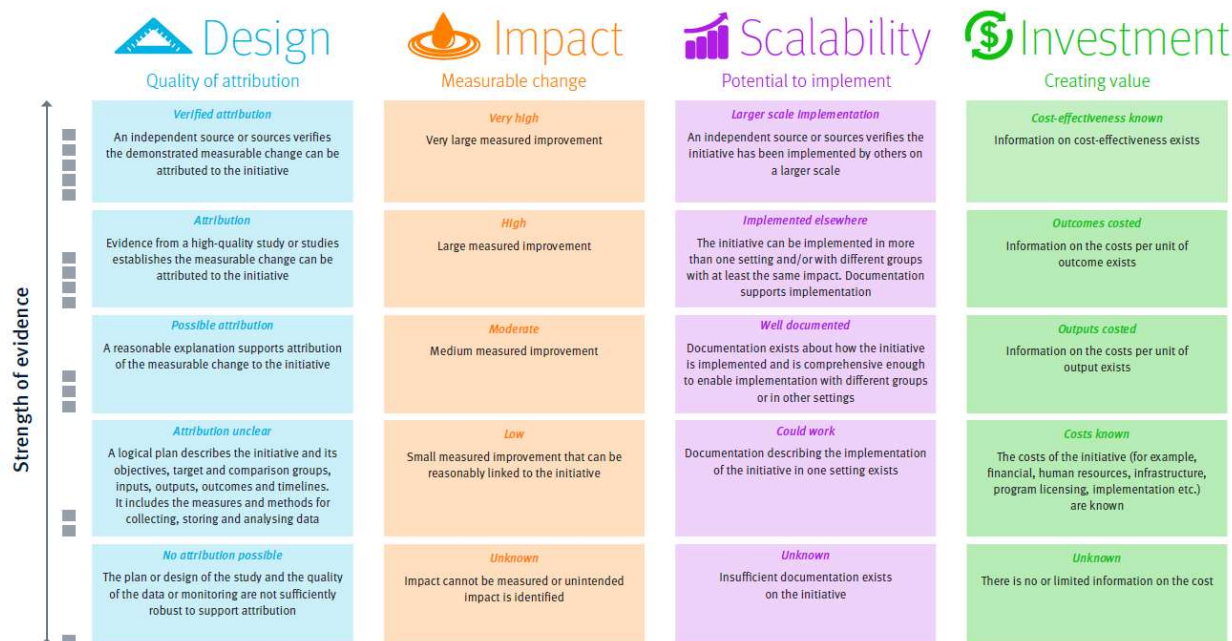 Design
Quality of attribution
Impact
Measurable change
Scalability
Potential to implement
Investment
Creating value
Strength of evidence
Verified attribution
An independent source or sources verifies
the demonstrated measurable change can be
attributed to the initiative
Very high
Very large measured improvement
Larger scale implementation
An independent source or sources verifies the
initiative has been implemented by others on
a larger scale
Cost-effectiveness known
Information on cost-effectiveness exists
Attribution
Evidence from a high-quality study or studies
establishes the measurable change can be
attributed to the initiative
High
Large measured improvement
Implemented elsewhere
The initiative can be implemented in more
than one setting and/or with different groups
with at least the same impact. Documentation
supports implementation
Outcomes costed
Information on the costs per unit of
outcome exists
Possible attribution
A reasonable explanation supports attribution
of the measurable change to the initiative
Moderate
Medium measured improvement
Well documented
Documentation exists about how the initiative
is implemented and is comprehensive enough
to enable implementation with different groups
or in other settings
Outputs costed
Information on the costs per unit of
output exists
Attribution unclear
A logical plan describes the initiative and its
objectives, target and comparison groups,
inputs, outputs, outcomes and timelines.
It includes the measures and methods for
collecting, storing and analysing data
Low
Small measured improvement that can be
reasonably linked to the initiative
Could work
Documentation describing the implementation
of the initiative in one setting exists
Costs known
The costs of the initiative (for example,
financial, human resources, infrastructure,
program licensing, implementation etc.)
are known
No attribution possible
The plan or design of the study and the quality
of the data or monitoring are not sufficiently
robust to support attribution
Unknown
Impact cannot be measured or unintended
impact is identified
Unknown
Insufficient documentation exists
on the initiative
Unknown
There is no or limited information on the cost